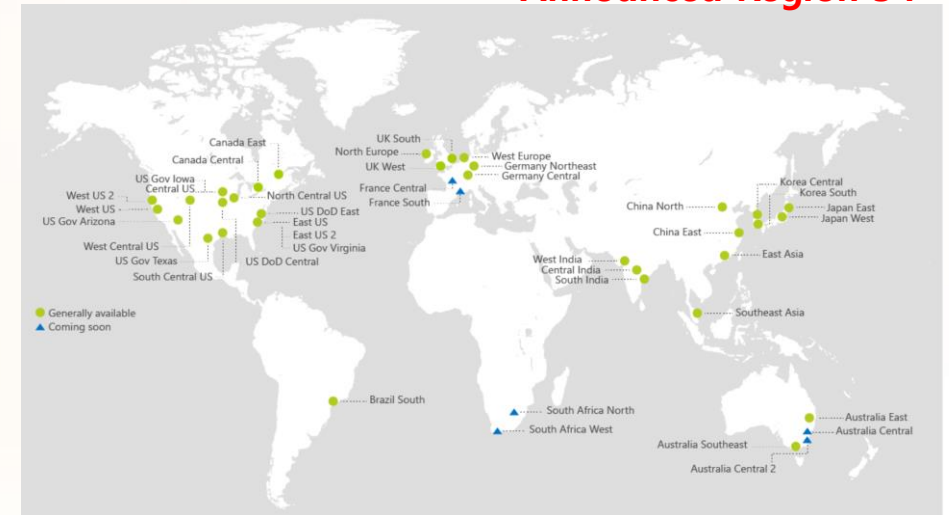 Canada East
Canada Central
US Gov Iowa
Central US
North Central US
West US 2
West US
US Gov Arizona
US DoD East
East US
East US 2
US Gov Virginia
West Central US
US Gov Texas
US DoD Central
South Central US
Generally available
Coming soon
Brazil South
UK South
North Europe
UK West
West Europe
Germany Northeast
Germany Central
France Central
France South
Korea Central
Korea South
China North
Japan East
Japan West
China East
East Asia
West India
Central India
South India
Southeast Asia
South Africa North
South Africa West
Australia East
Australia Central
Australia Southeast
Australia Central 2